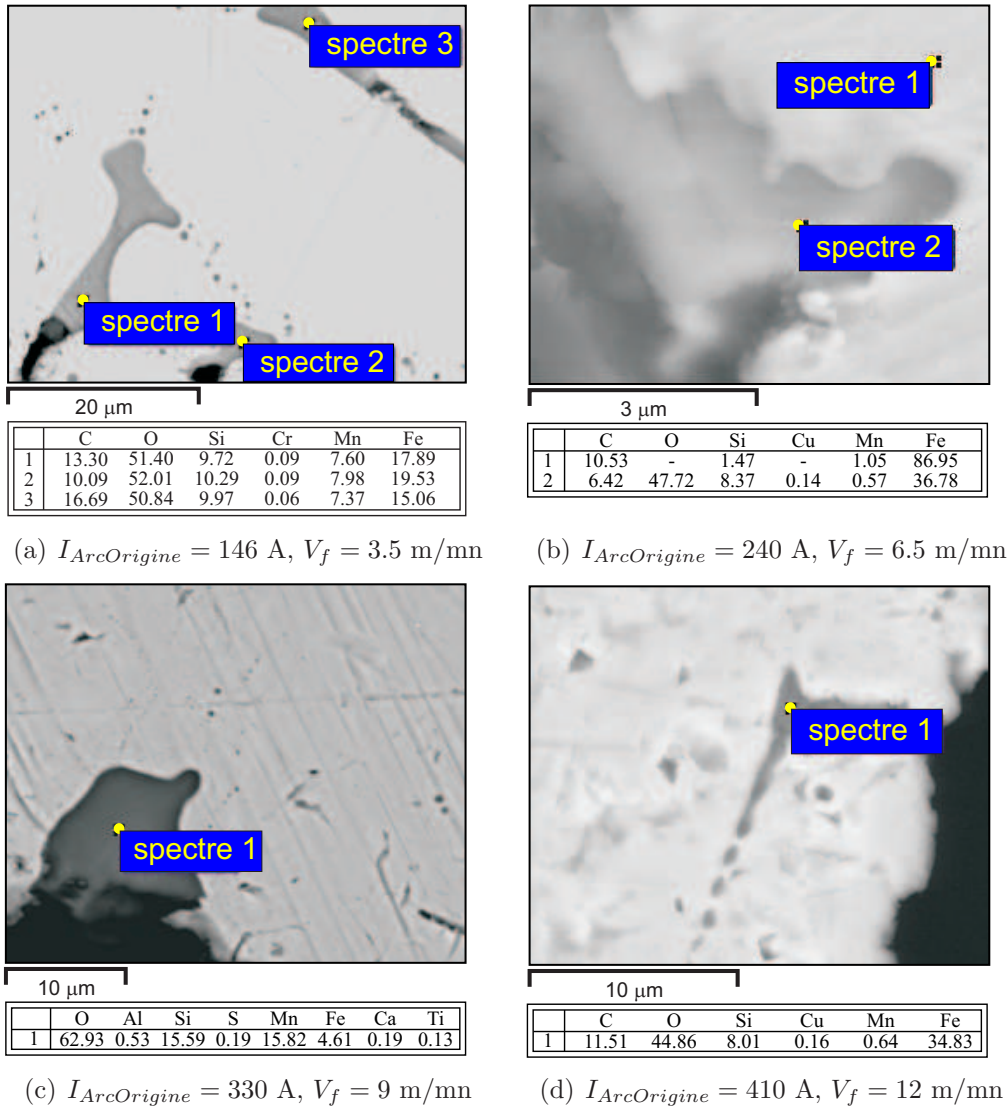 spectre 3
spectre 1
spectre 2
20 μm
C O Si Cr Mn Fe
1 13.30 51.40 9.72 0.09 7.60 17.89
2 10.09 52.01 10.29 0.09 7.98 19.53
3 16.69 50.84 9.97 0.06 7.37 15.06
(a) I_ArcOrigine = 146 A, V_f = 3.5 m/mn
spectre 1
spectre 2
3 μm
C O Si Cu Mn Fe
1 10.53 - 1.47 - 1.05 86.95
2 6.42 47.72 8.37 0.14 0.57 36.78
(b) I_ArcOrigine = 240 A, V_f = 6.5 m/mn
spectre 1
10 μm
O Al Si S Mn Fe Ca Ti
1 62.93 0.53 15.59 0.19 15.82 4.61 0.19 0.13
(c) I_ArcOrigine = 330 A, V_f = 9 m/mn
spectre 1
10 μm
C O Si Cu Mn Fe
1 11.51 44.86 8.01 0.16 0.64 34.83
(d) I_ArcOrigine = 410 A, V_f = 12 m/mn